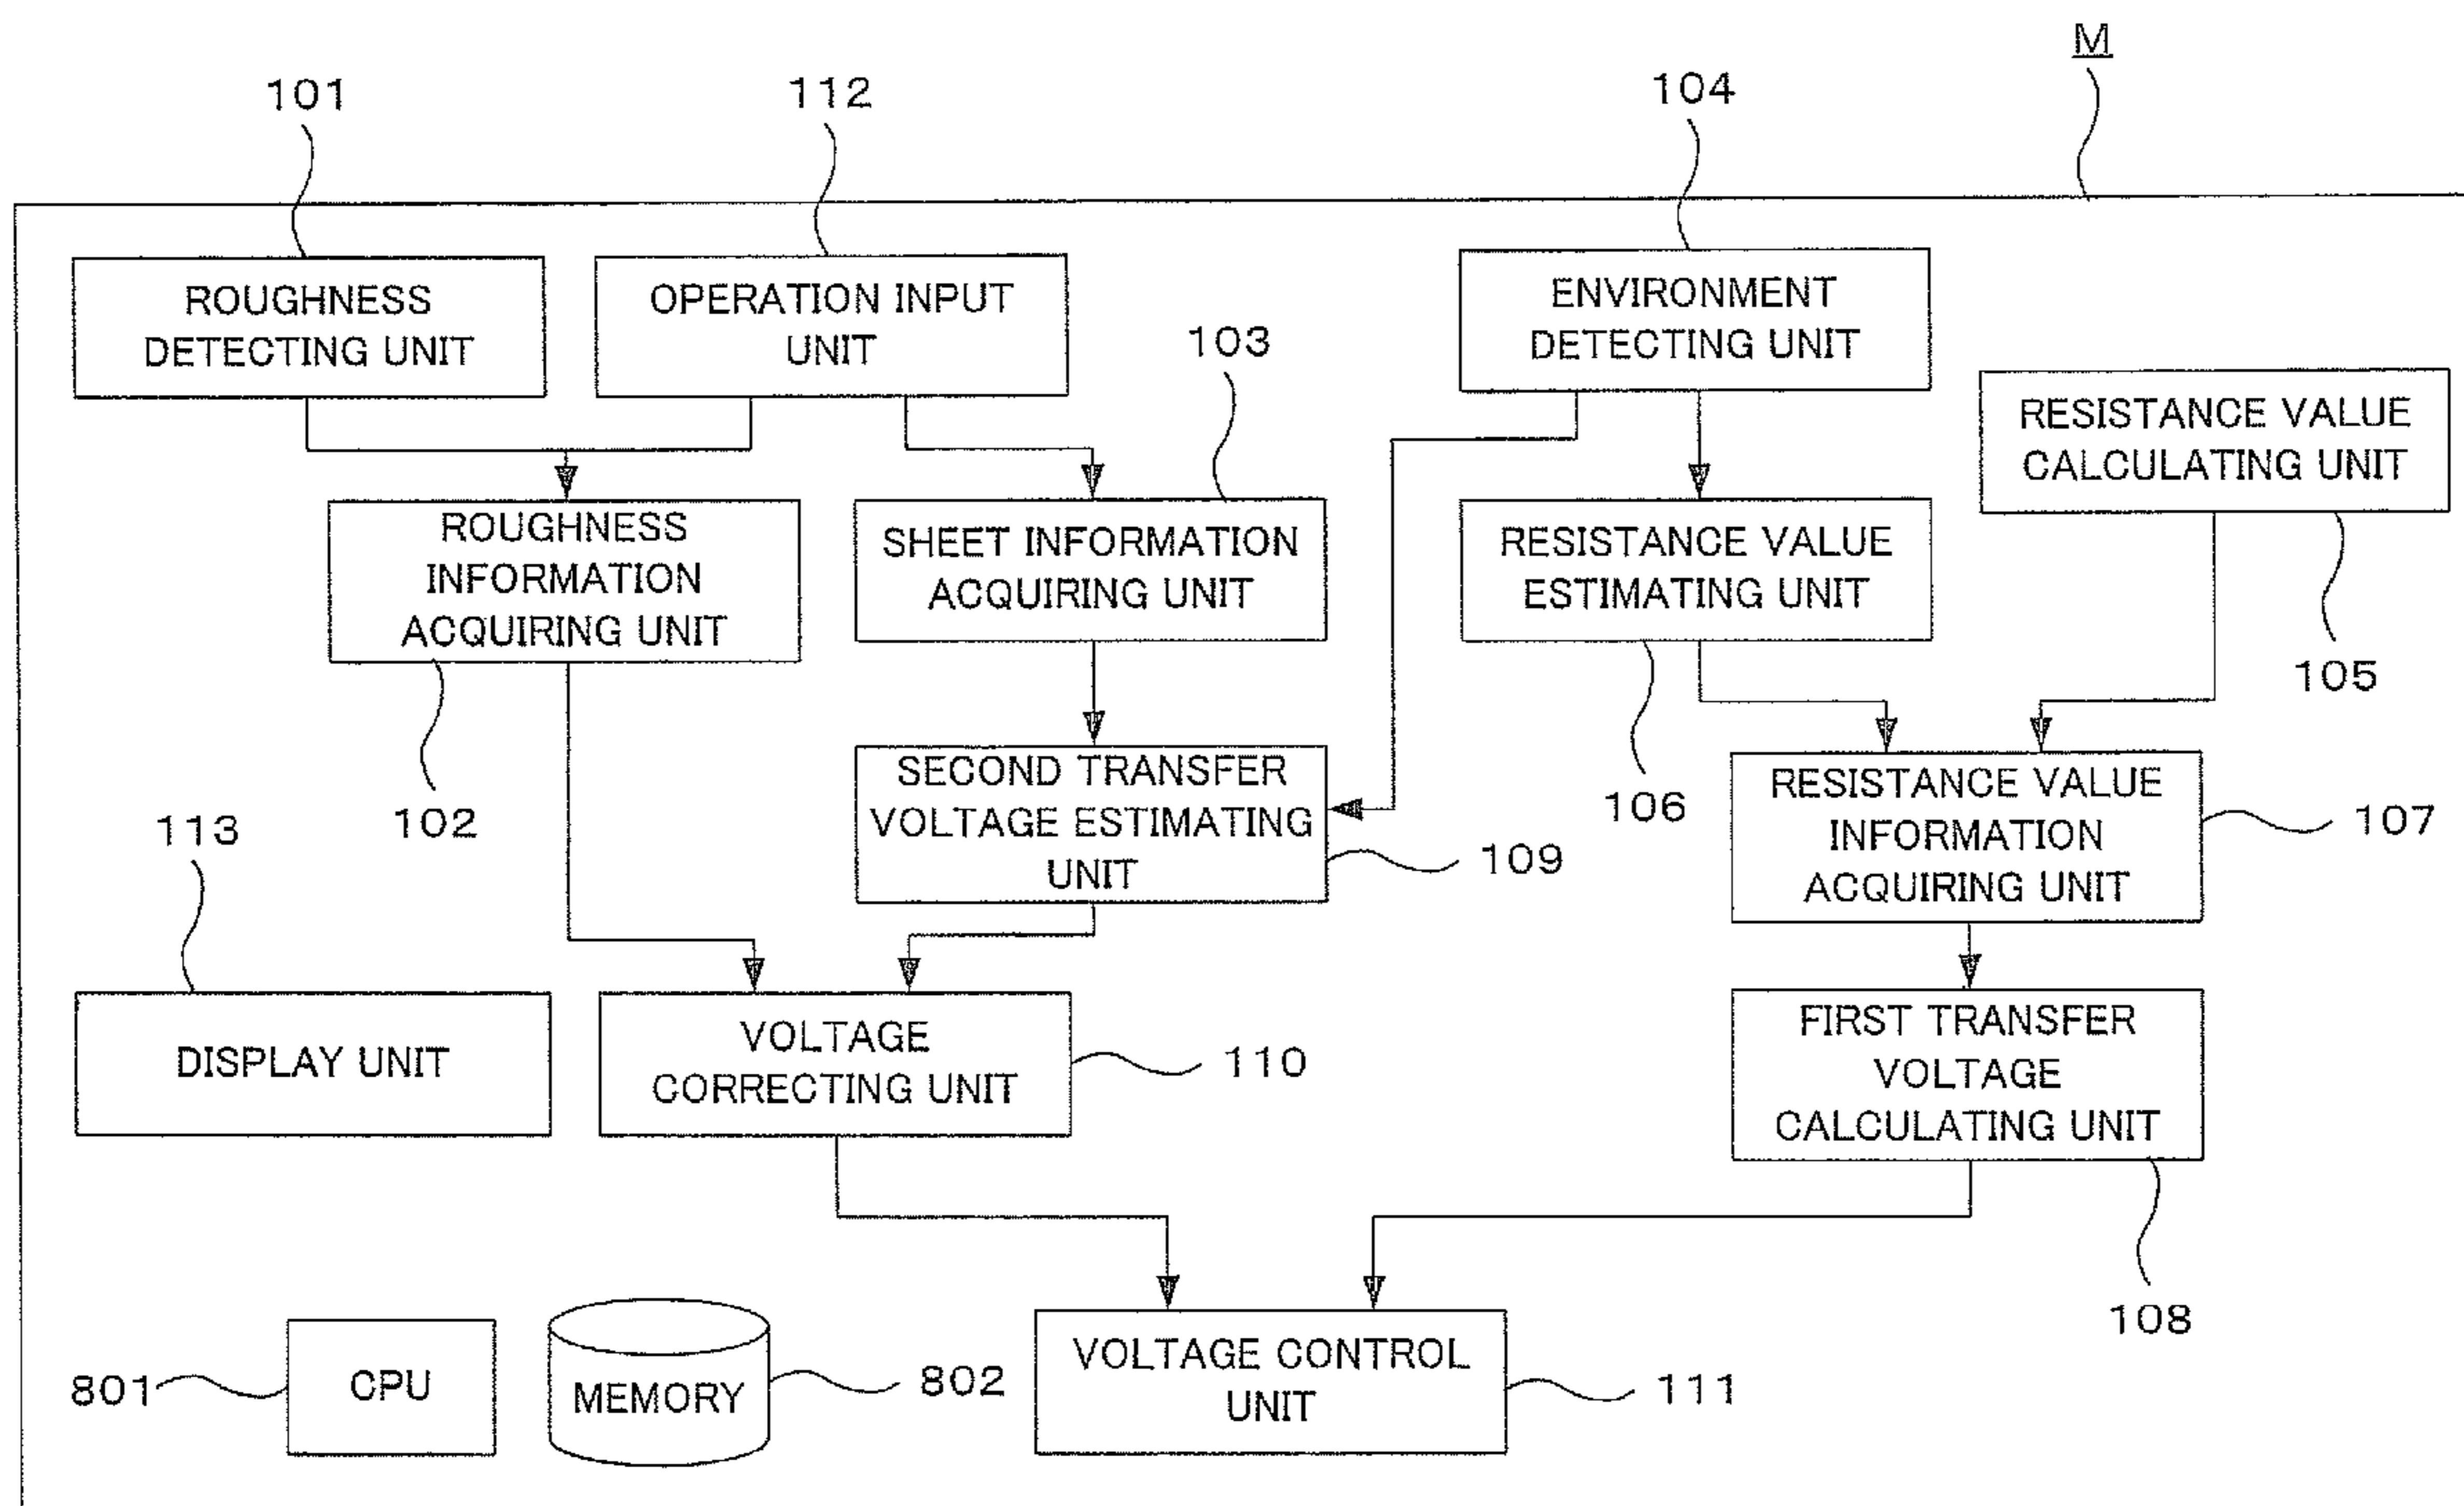 M
101
112
104
ROUGHNESS
DETECTING UNIT
OPERATION INPUT
UNIT
103
ENVIRONMENT
DETECTING UNIT
RESISTANCE VALUE
CALCULATING UNIT
105
ROUGHNESS
INFORMATION
ACQUIRING UNIT
102
SHEET INFORMATION
ACQUIRING UNIT
RESISTANCE VALUE
ESTIMATING UNIT
106
113
SECOND TRANSFER
VOLTAGE ESTIMATING
UNIT
109
RESISTANCE VALUE
INFORMATION
ACQUIRING UNIT
107
DISPLAY UNIT
VOLTAGE
CORRECTING UNIT
110
FIRST TRANSFER
VOLTAGE
CALCULATING UNIT
108
801
CPU
MEMORY
802
VOLTAGE CONTROL
UNIT
111